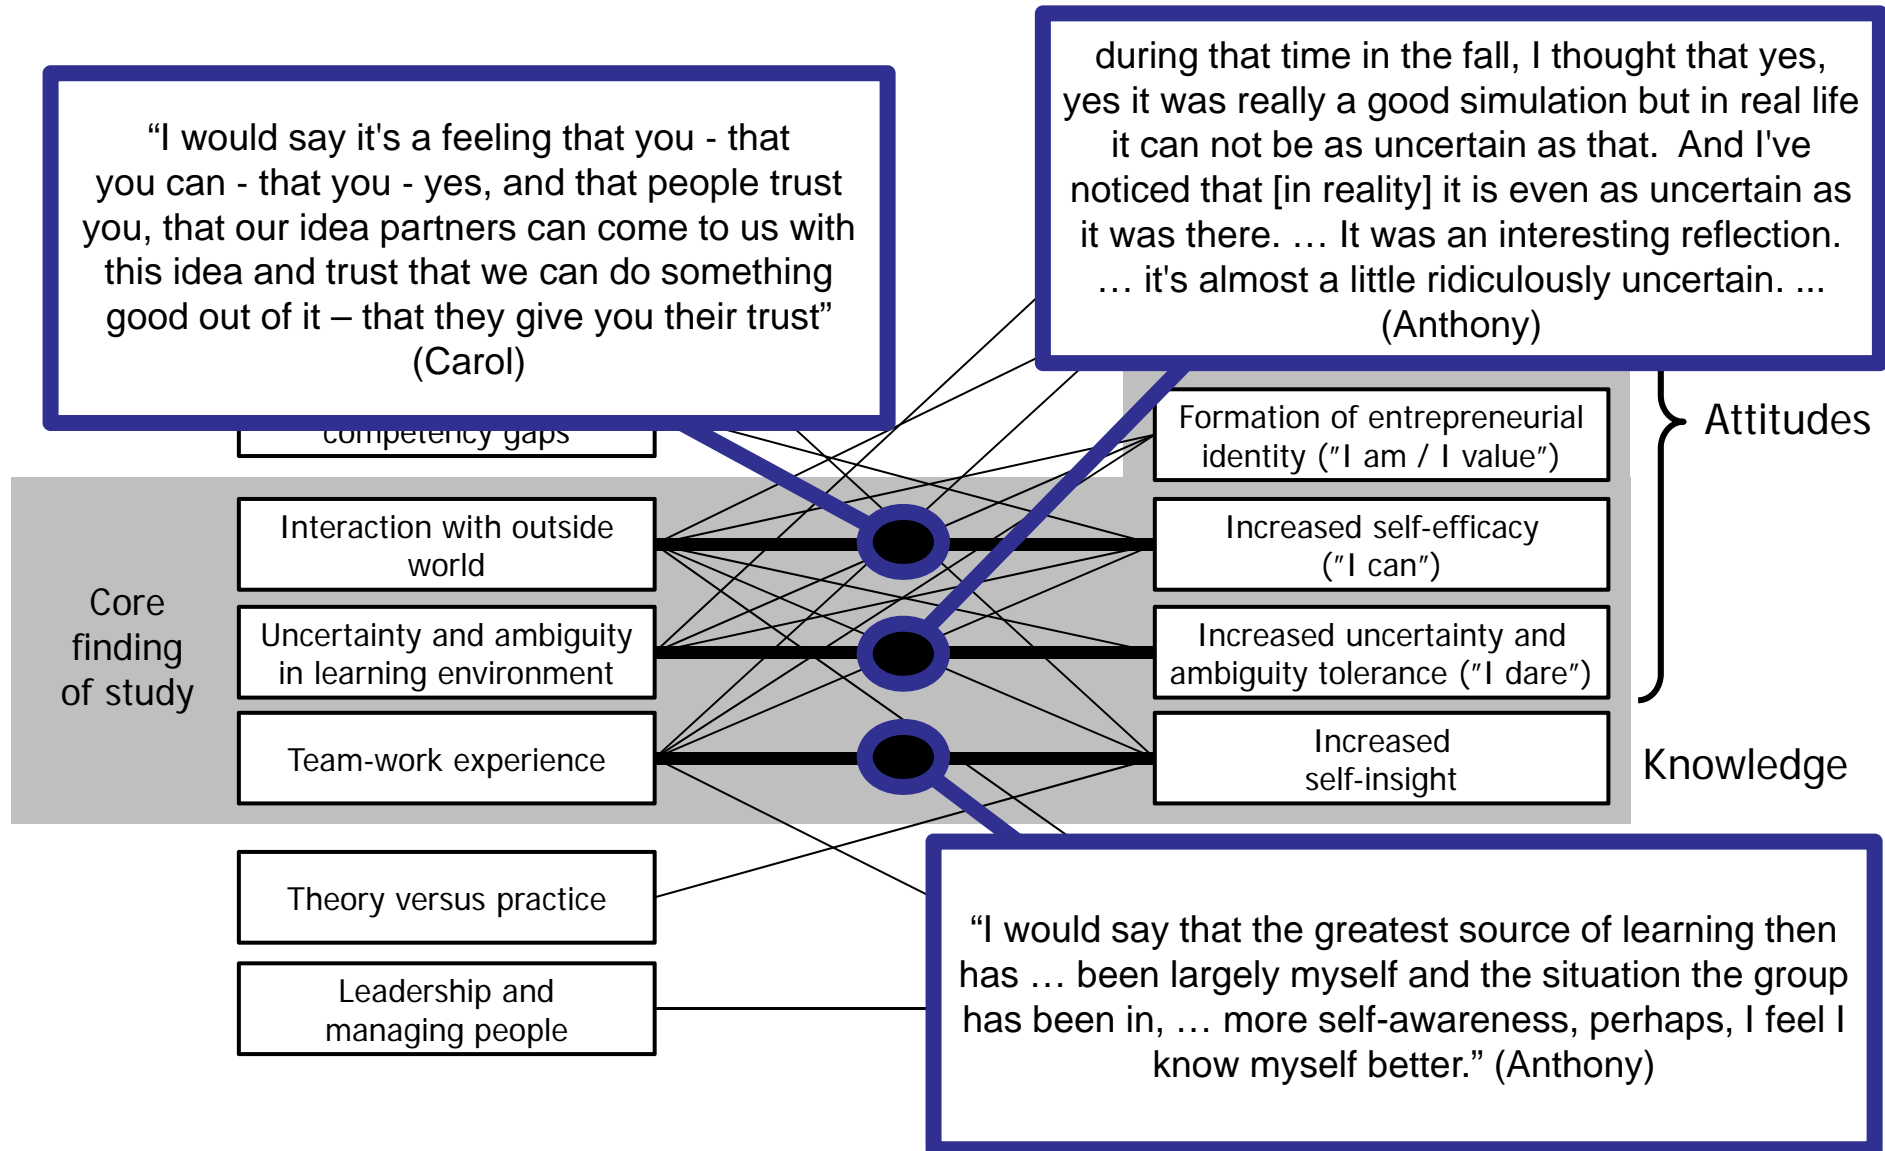 “I would say it's a feeling that you - that
you can - that you - yes, and that people trust
you, that our idea partners can come to us with
this idea and trust that we can do something
good out of it – that they give you their trust”
(Carol)
during that time in the fall, I thought that yes,
yes it was really a good simulation but in real life
it can not be as uncertain as that.  And I've
noticed that [in reality] it is even as uncertain as
it was there. … It was an interesting reflection.
… it's almost a little ridiculously uncertain. ...
(Anthony)
competency gaps
Formation of entrepreneurial
identity (″I am / I value″)
Attitudes
Core
finding
of study
Interaction with outside
world
Increased self-efficacy
(″I can″)
Uncertainty and ambiguity
in learning environment
Increased uncertainty and
ambiguity tolerance (″I dare″)
Team-work experience
Increased
self-insight
Knowledge
Theory versus practice
Leadership and
managing people
“I would say that the greatest source of learning then
has … been largely myself and the situation the group
has been in, … more self-awareness, perhaps, I feel I
know myself better.” (Anthony)